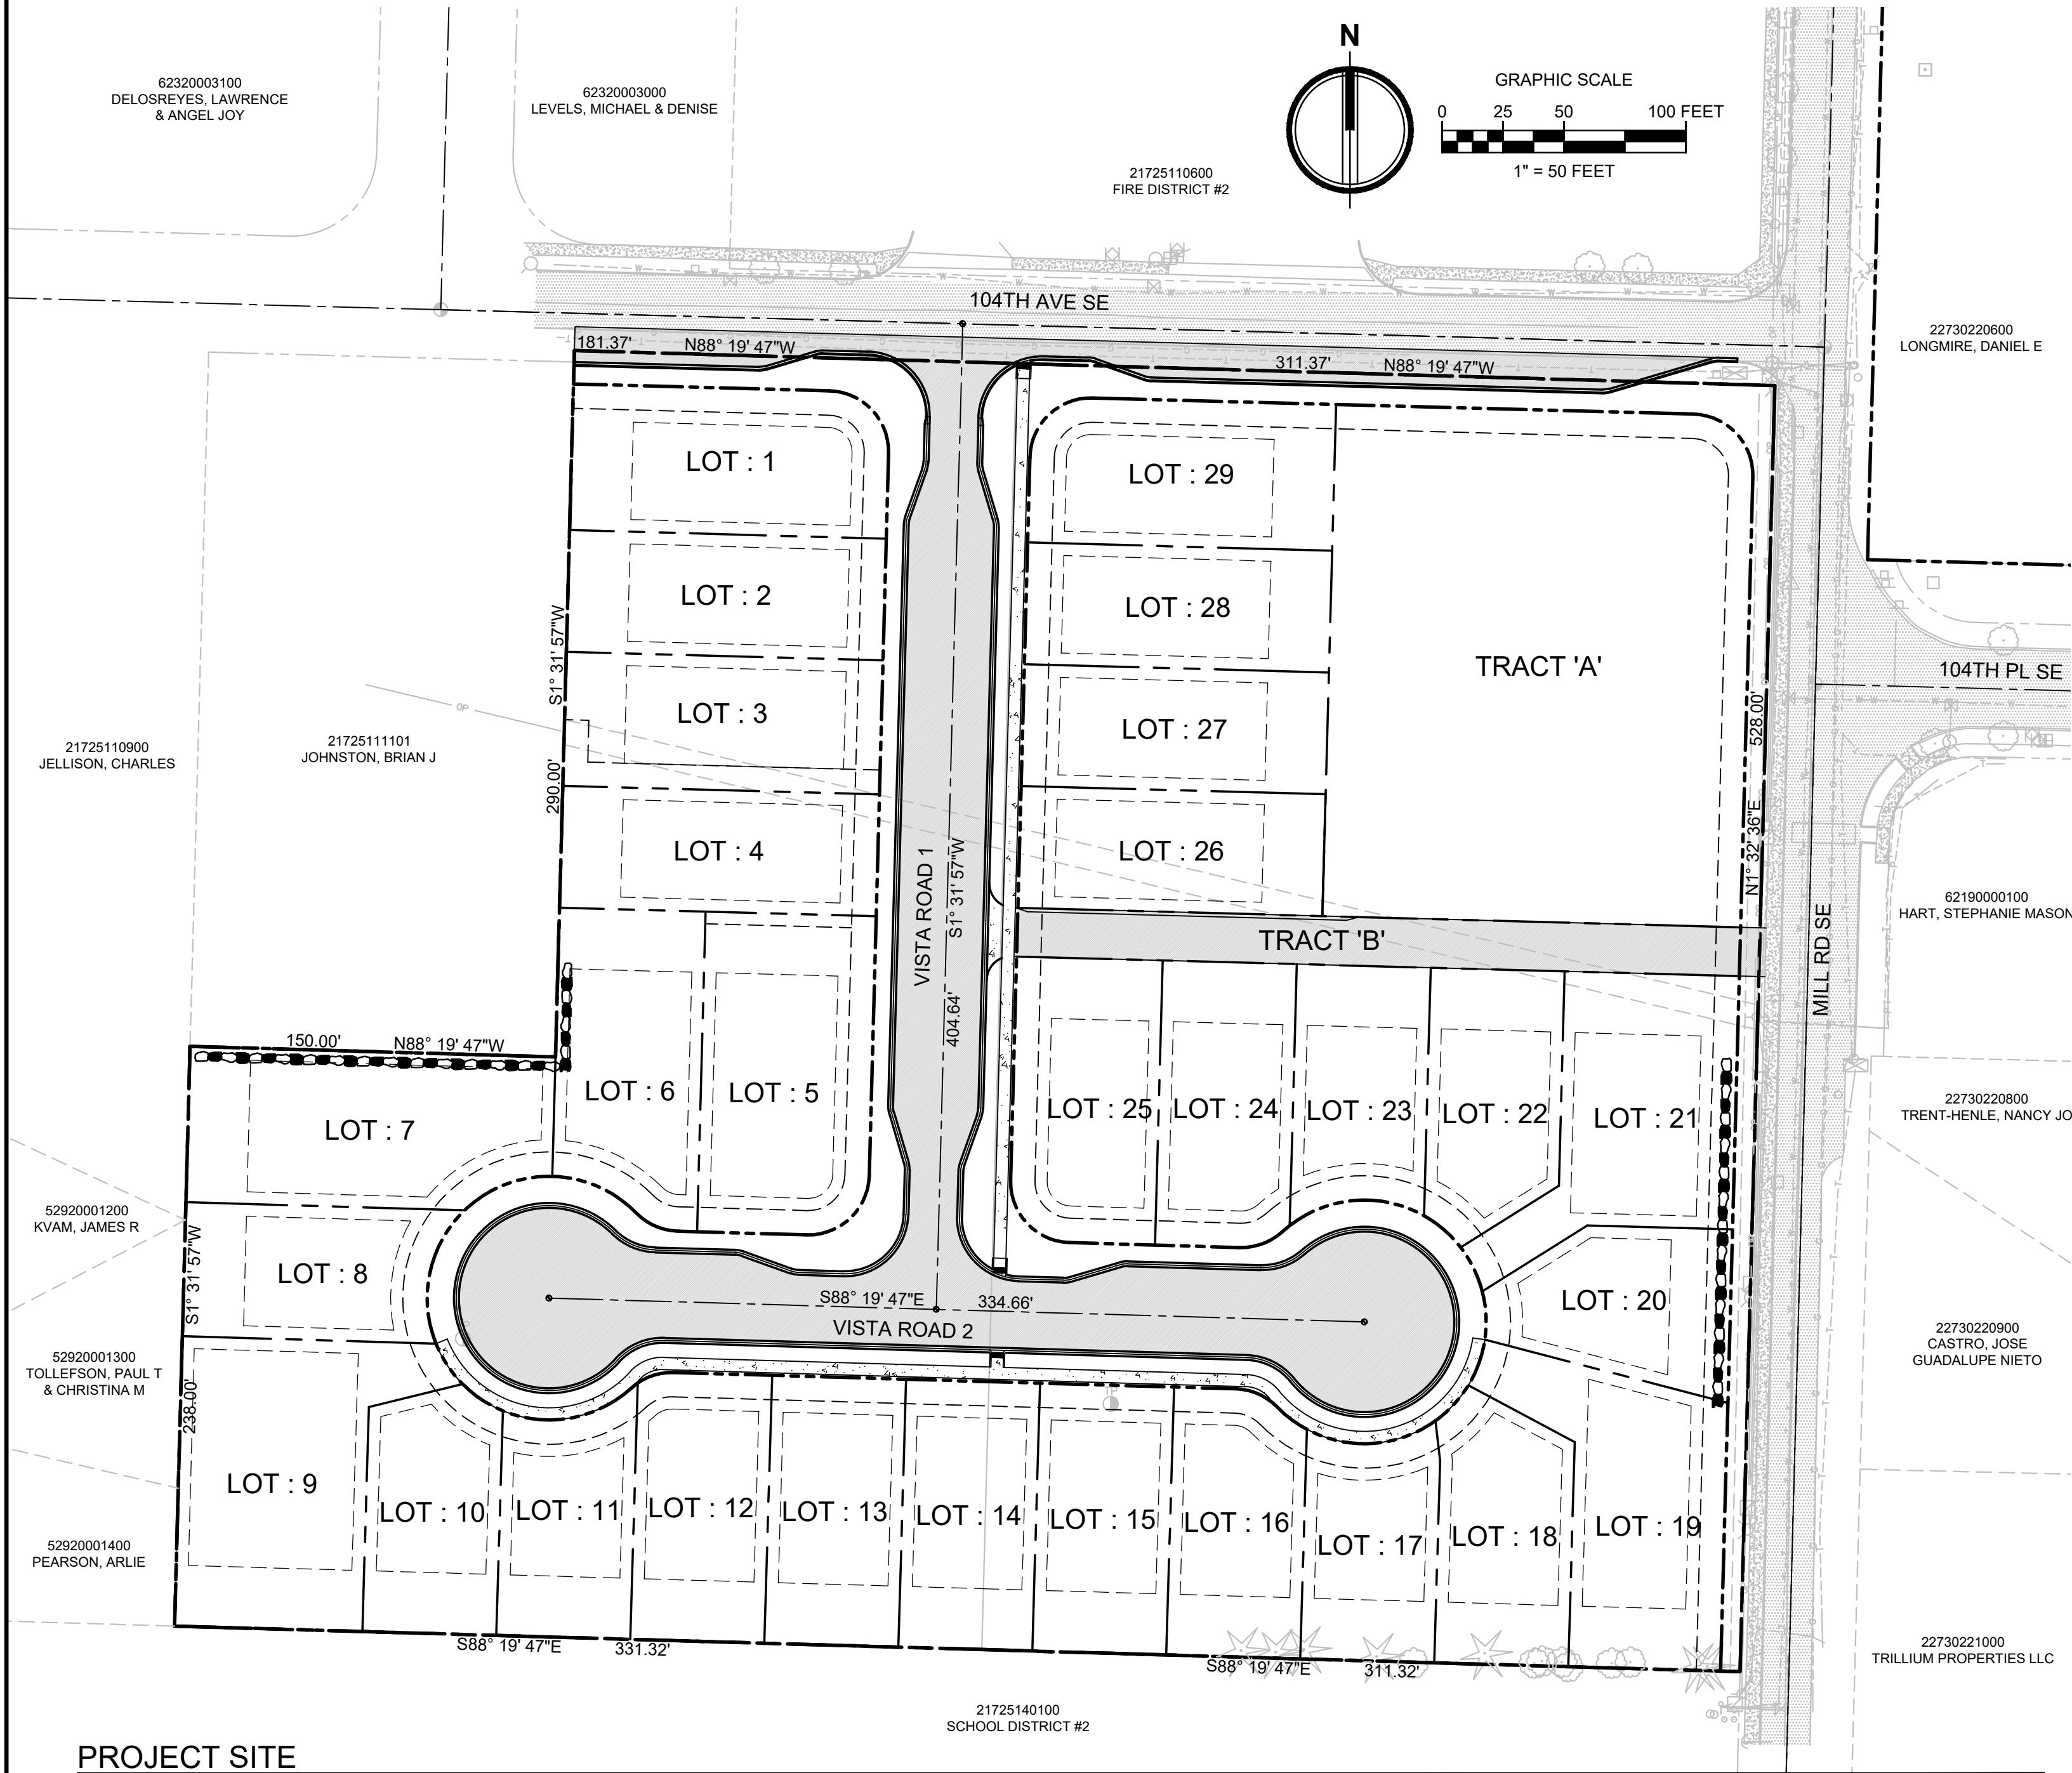 N
GRAPHIC SCALE
0 25 50 100 FEET
1" = 50 FEET
62320003100
DELOSREYES, LAWRENCE
& ANGEL JOY
62320003000
LEVELS, MICHAEL & DENISE
21725110600
FIRE DISTRICT #2
104TH AVE SE
22730220600
LONGMIRE, DANIEL E
181.37' N88° 19' 47"W
311.37' N88° 19' 47"W
LOT : 1
LOT : 29
LOT : 2
LOT : 28
S1° 31' 57"W
290.00'
TRACT 'A'
104TH PL SE
LOT : 3
LOT : 27
528.00'
N1° 32' 36"E
21725110900
JELLISON, CHARLES
21725111101
JOHNSTON, BRIAN J
OP
LOT : 4
LOT : 26
VISTA ROAD 1
S1° 31' 57"W
404.64'
62190000100
HART, STEPHANIE MASON
TRACT 'B'
MILL RD SE
150.00' N88° 19' 47"W
LOT : 6
LOT : 5
LOT : 25
LOT : 24
LOT : 23
LOT : 22
LOT : 21
22730220800
TRENT-HENLE, NANCY JO
LOT : 7
52920001200
KVAM, JAMES R
S1° 31' 57"W
238.00'
LOT : 8
S88° 19' 47"E 334.66'
VISTA ROAD 2
LOT : 20
22730220900
CASTRO, JOSE
GUADALUPE NIETO
52920001300
TOLLEFSON, PAUL T
& CHRISTINA M
LOT : 9
LOT : 10
LOT : 11
LOT : 12
LOT : 13
LOT : 14
LOT : 15
LOT : 16
LOT : 17
LOT : 18
LOT : 19
52920001400
PEARSON, ARLIE
S88° 19' 47"E 331.32'
S88° 19' 47"E 311.32'
22730221000
TRILLIUM PROPERTIES LLC
21725140100
SCHOOL DISTRICT #2
PROJECT SITE